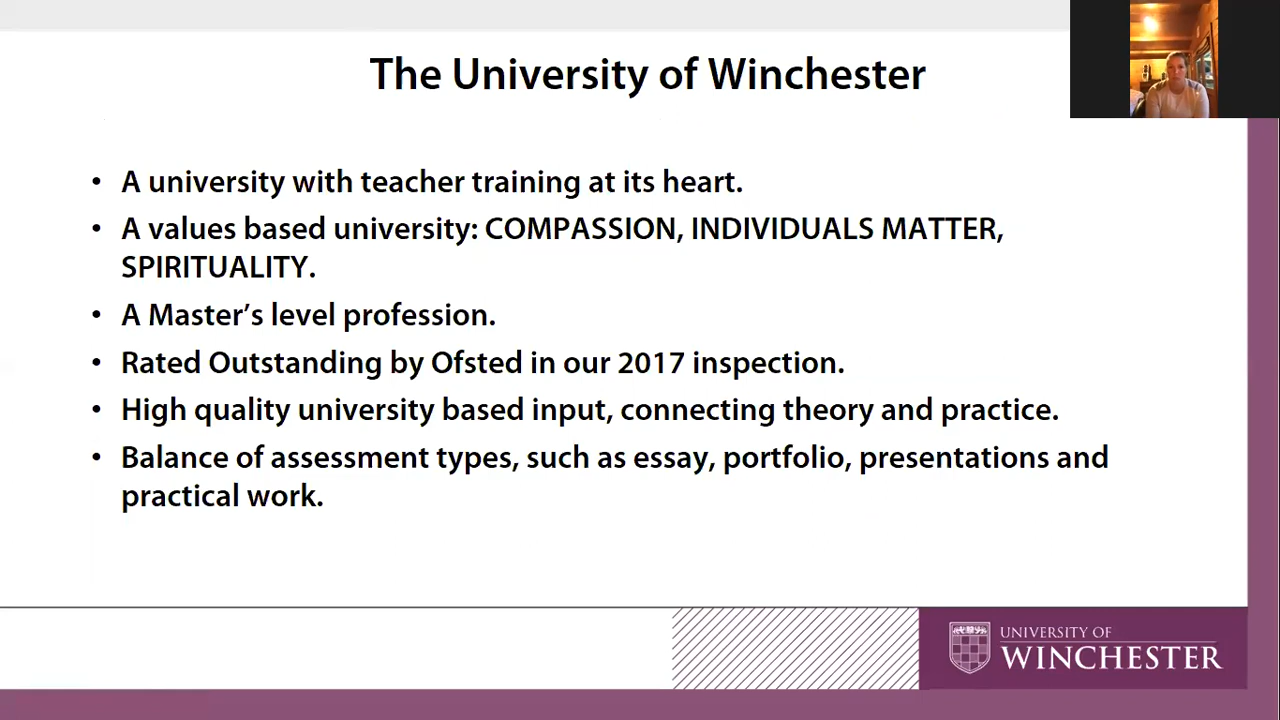 The University of Winchester
• A university with teacher training at its heart.
• A values based university: COMPASSION, INDIVIDUALS MATTER,
SPIRITUALITY.
• A Master’s level profession.
• Rated Outstanding by Ofsted in our 2017 inspection.
• High quality university based input, connecting theory and practice.
• Balance of assessment types, such as essay, portfolio, presentations and
practical work.
UNIVERSITY OF
WINCHESTER